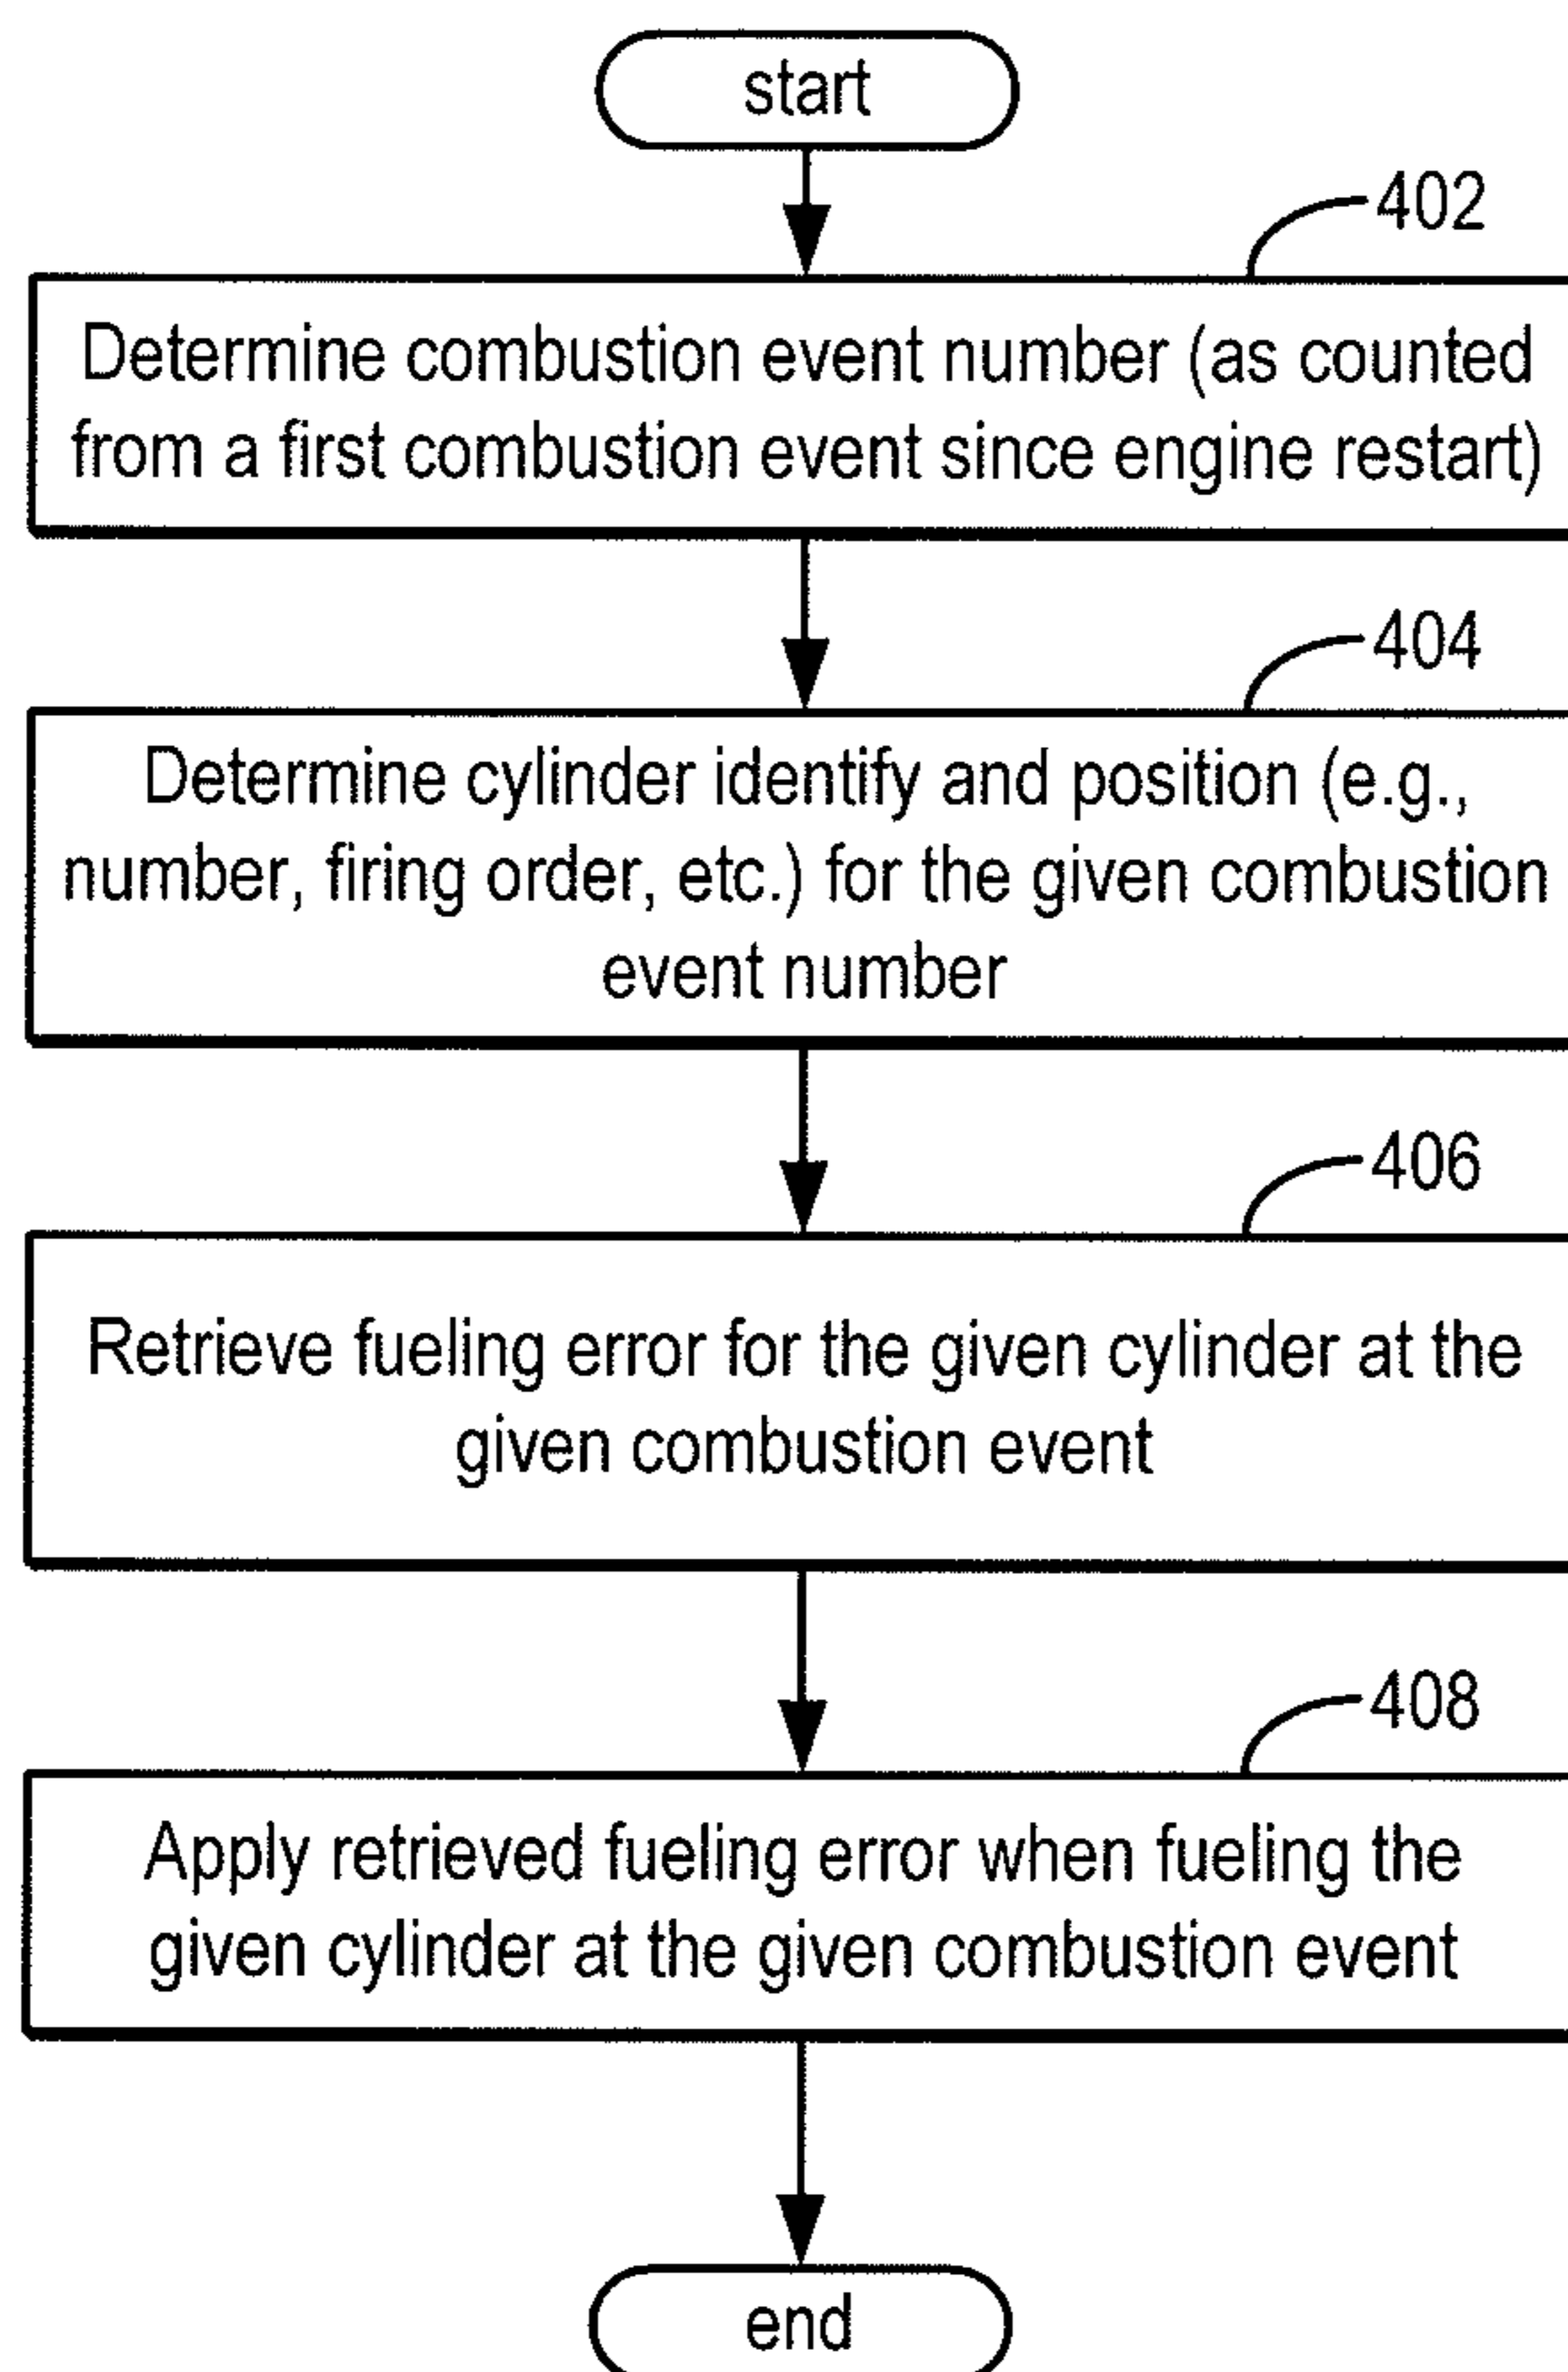 start
402
Determine combustion event number (as counted
from a first combustion event since engine restart)
404
Determine cylinder identify and position (e.g.,
number, firing order, etc.) for the given combustion
event number
406
Retrieve fueling error for the given cylinder at the
given combustion event
408
Apply retrieved fueling error when fueling the
given cylinder at the given combustion event
end